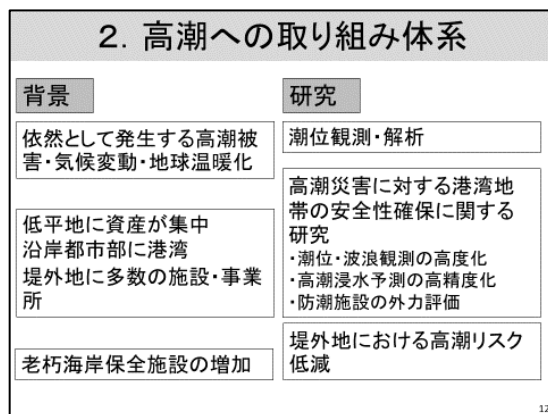 ２．高潮への取り組み体系
背景
依然として発生する高潮被
害・気候変動・地球温暖化
低平地に資産が集中
沿岸都市部に港湾
堤外地に多数の施設・事業
所
老朽海岸保全施設の増加
研究
潮位観測・解析
高潮災害に対する港湾地
帯の安全性確保に関する
研究
・潮位・波浪観測の高度化
・高潮浸水予測の高精度化
・防潮施設の外力評価
堤外地における高潮リスク
低減
12